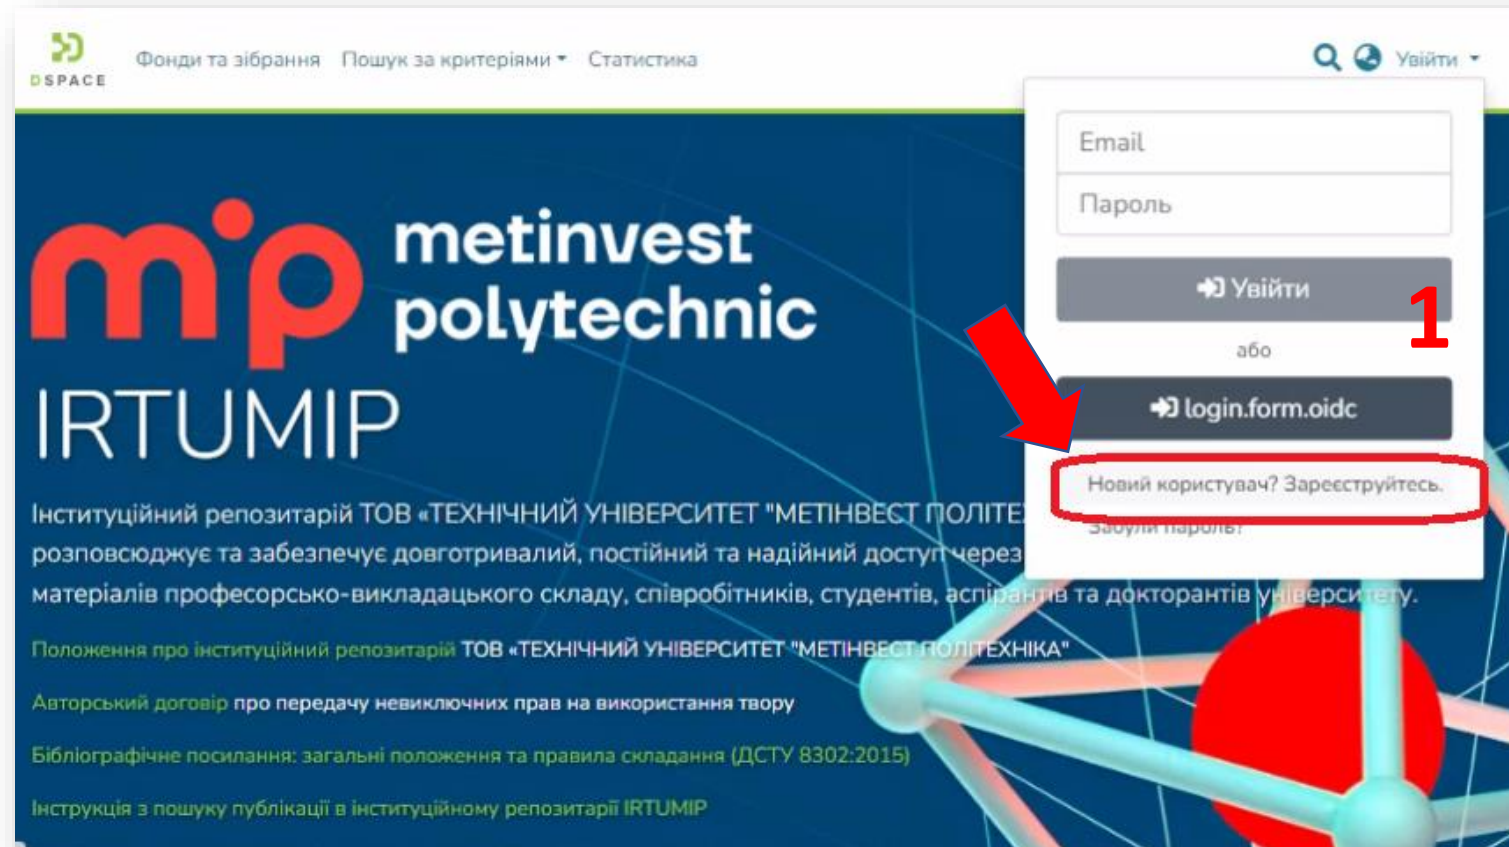 DSPACE
Фонди та зібрання Пошук за критеріями Статистика Увійти
Email
Пароль
Увійти
1
або
login.form.oidc
Новий користувач? Зареєструйтесь.
Забули пароль?
mip metinvest
polytechnic
IRTUMIP
Інституційний репозитарій ТОВ «ТЕХНІЧНИЙ УНІВЕРСИТЕТ "МЕТІНВЕСТ
розповсюджує та забезпечує довготривалий, постійний та надійний доступ через
матеріалів професорсько-викладацького складу, співробітників, студентів, аспірантів та докторантів університету.
Положення про інституційний репозитарій ТОВ «ТЕХНІЧНИЙ УНІВЕРСИТЕТ "МЕТІНВЕСТ ПОЛІТЕХНІКА"
Авторський договір про передачу невиключних прав на використання твору
Бібліографічне посилання: загальні положення та правила складання (ДСТУ 8302:2015)
Інструкція з пошуку публікації в інституційному репозитарії IRTUMIP